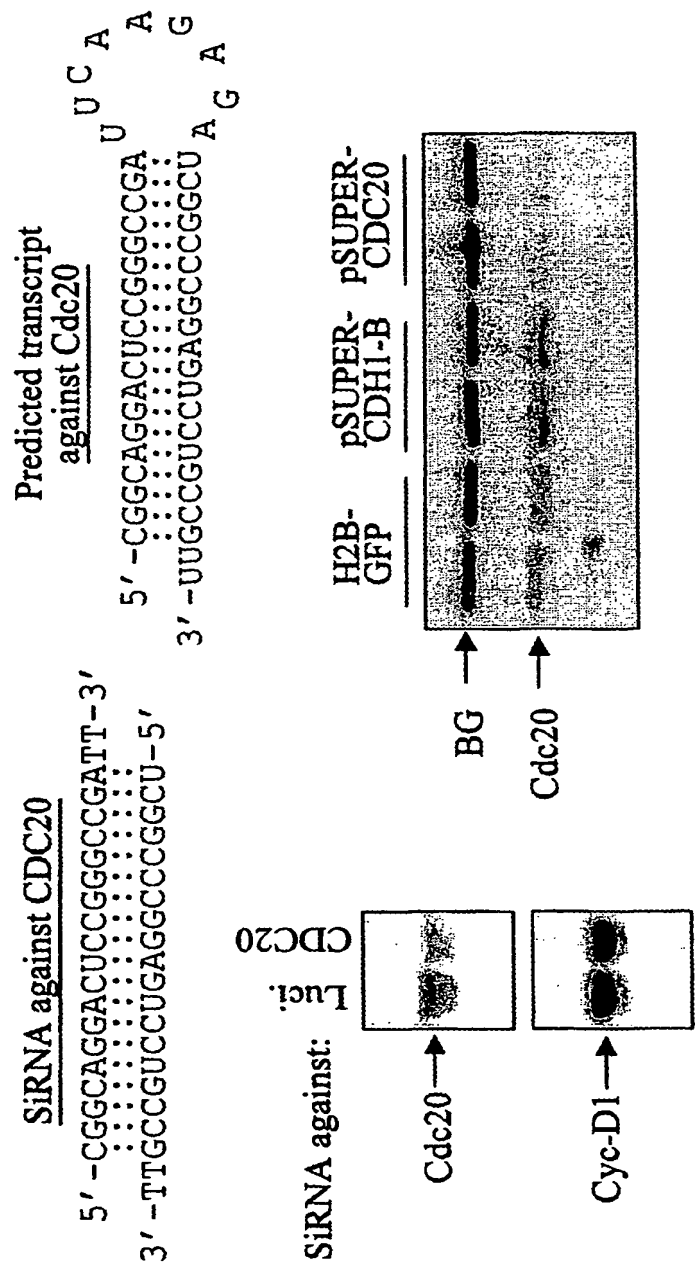 SiRNA against CDC20
5'-CGGCAGGACUCCGGGCCGATT-3'
3'-TTGCCGUCCUGAGGCCCGGCU-5'
Predicted transcript
against Cdc20
5'-CGGCAGGACUCCGGGCCGA
3'-UUGCCGUCCUGAGGCCCGGCU
U
U
C
A
A
G
A
G
A
SiRNA against:
Luci.
CDC20
Cdc20
Cyc-D1
H2B-
GFP
pSUPER-
CDH1-B
pSUPER-
CDC20
BG
Cdc20